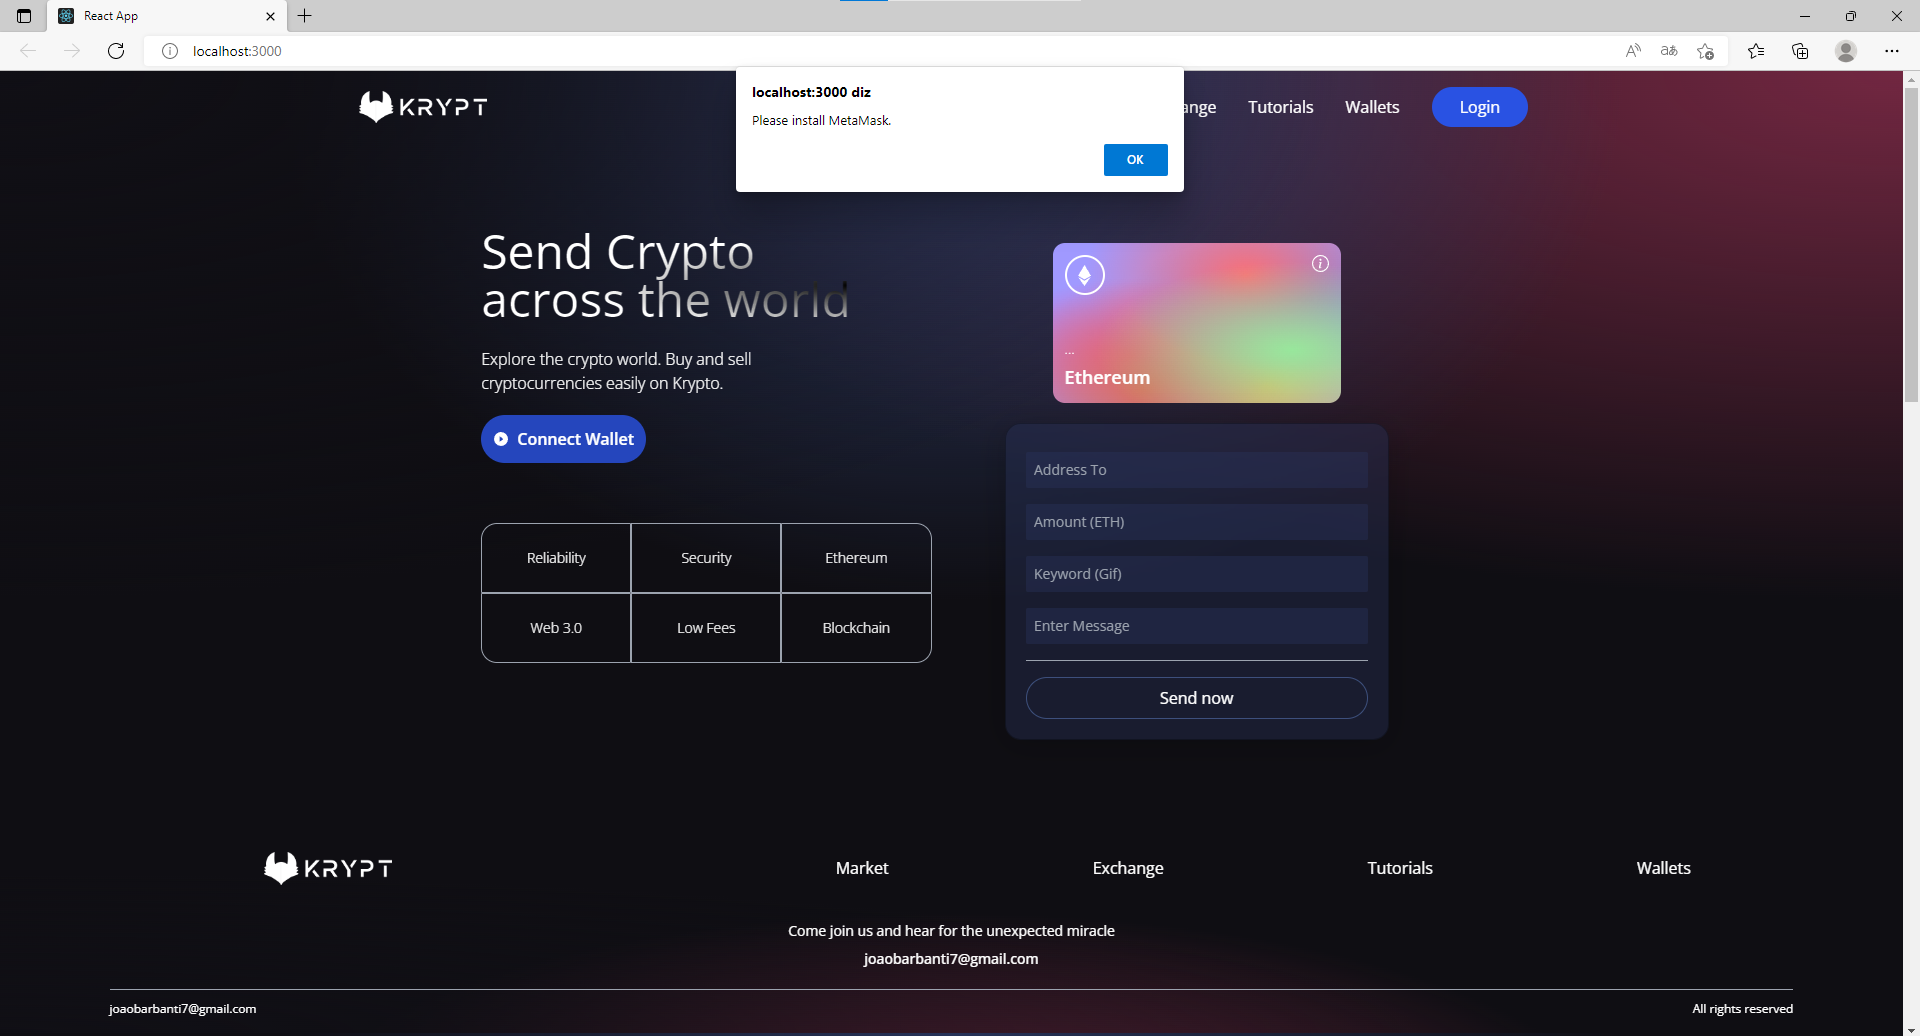 React App
localhost:3000
localhost:3000 diz
Please install MetaMask.
OK
KRYPT
ange
Tutorials
Wallets
Login
Send Crypto
across the world
Explore the crypto world. Buy and sell
cryptocurrencies easily on Krypto.
Connect Wallet
Reliability
Security
Ethereum
Web 3.0
Low Fees
Blockchain
...
Ethereum
Address To
Amount (ETH)
Keyword (Gif)
Enter Message
Send now
KRYPT
Market
Exchange
Tutorials
Wallets
Come join us and hear for the unexpected miracle
joaobarbanti7@gmail.com
joaobarbanti7@gmail.com
All rights reserved